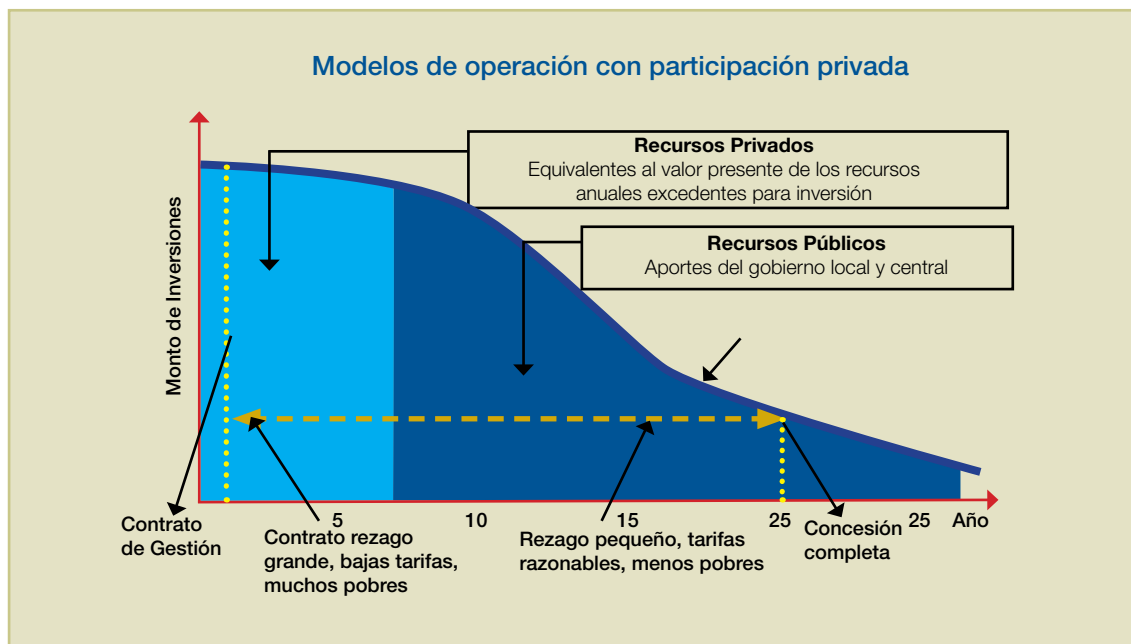 Modelos de operación con participación privada
Recursos Privados
Equivalentes al valor presente de los recursos
anuales excedentes para inversión
Recursos Públicos
Aportes del gobierno local y central
Monto de Inversiones
5
10
15
25
25
Año
Contrato
de Gestión
Contrato rezago
grande, bajas tarifas,
muchos pobres
Rezago pequeño, tarifas
razonables, menos pobres
Concesión
completa